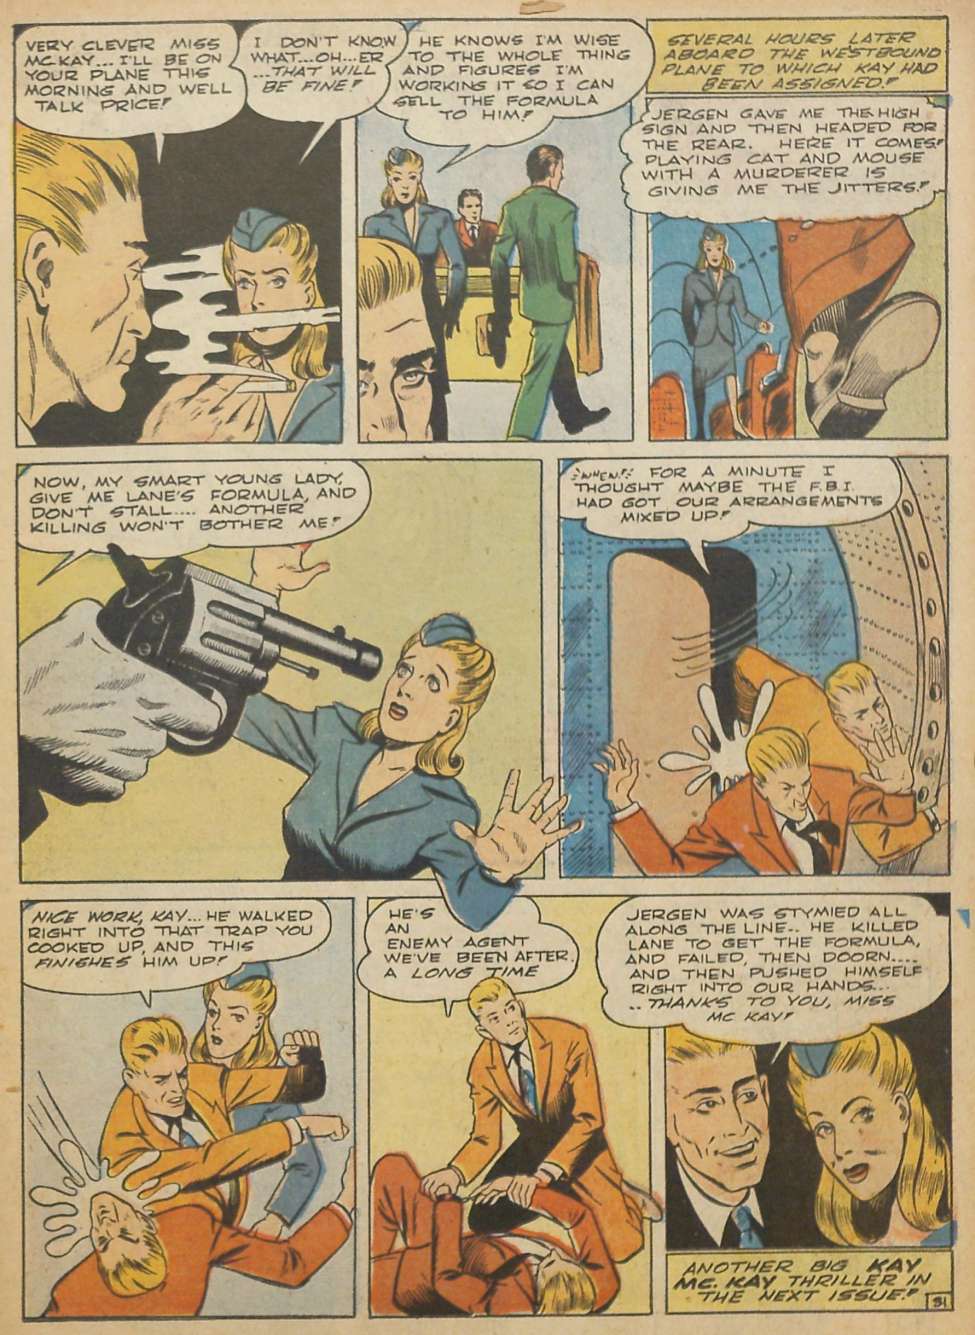 VERY CLEVER MISS
MC.KAY... I'LL BE ON
YOUR PLANE THIS
MORNING AND WE'LL
TALK PRICE!
I DON'T KNOW
WHAT...OH...ER
...THAT WILL
BE FINE!
HE KNOWS I'M WISE
TO THE WHOLE THING
AND FIGURES I'M
WORKING IT SO I CAN
SELL THE FORMULA
TO HIM!
SEVERAL HOURS LATER
ABOARD THE WESTBOUND
PLANE TO WHICH KAY HAD
BEEN ASSIGNED!
JERGEN GAVE ME THE HIGH
SIGN AND THEN HEADED FOR
THE REAR. HERE IT COMES!
PLAYING CAT AND MOUSE
WITH A MURDERER IS
GIVING ME THE JITTERS!
NOW, MY SMART YOUNG LADY,
GIVE ME LANE'S FORMULA, AND
DON'T STALL.... ANOTHER
KILLING WON'T BOTHER ME!
WHEN! FOR A MINUTE I
THOUGHT MAYBE THE F.B.I.
HAD GOT OUR ARRANGEMENTS
MIXED UP!
NICE WORK, KAY... HE WALKED
RIGHT INTO THAT TRAP YOU
COOKED UP, AND THIS
FINISHES HIM UP!
HE'S
AN
ENEMY AGENT
WE'VE BEEN AFTER
A LONG TIME
JERGEN WAS STYMIED ALL
ALONG THE LINE.. HE KILLED
LANE TO GET THE FORMULA,
AND FAILED, THEN DOORN....
AND THEN PUSHED HIMSELF
RIGHT INTO OUR HANDS...
..THANKS TO YOU, MISS
MC KAY!
ANOTHER BIG KAY
MC. KAY THRILLER IN
THE NEXT ISSUE!
31